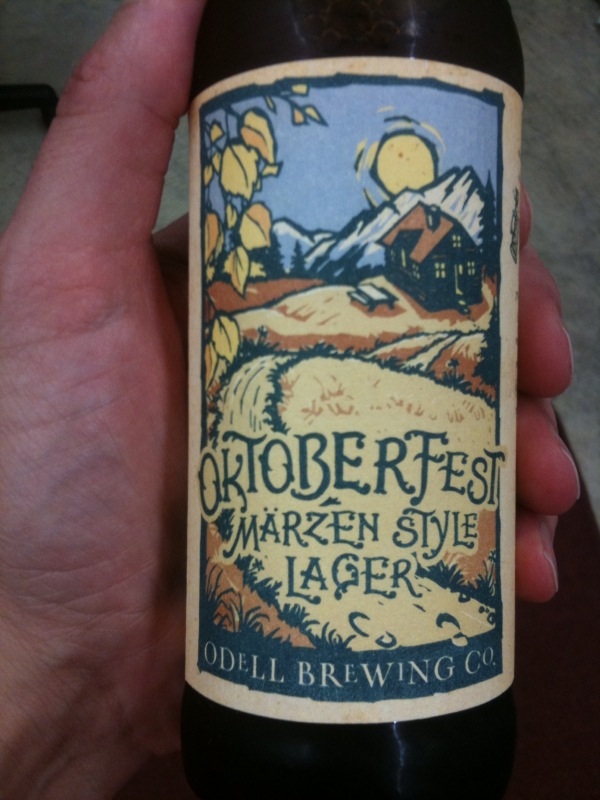 OKTOBERFEST
MÄRZEN STYLE
LAGER
ODELL BREWING CO.